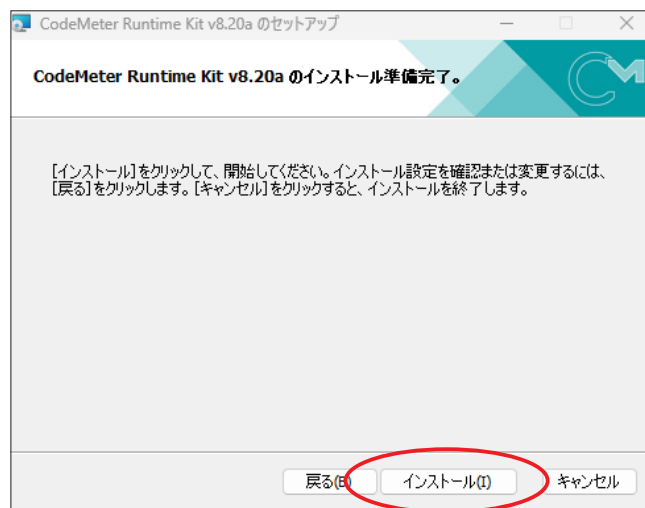 CodeMeter Runtime Kit v8.20a のセットアップ
CodeMeter Runtime Kit v8.20a のインストール準備完了。
CM
[インストール]をクリックして、開始してください。インストール設定を確認または変更するには、
[戻る]をクリックします。[キャンセル]をクリックすると、インストールを終了します。
戻る(B) インストール(I) キャンセル